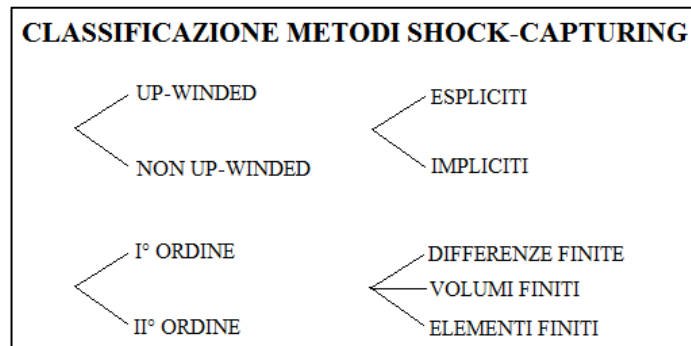 CLASSIFICAZIONE METODI SHOCK-CAPTURING
UP-WINDED
NON UP-WINDED
ESPLICITI
IMPLICITI
I° ORDINE
II° ORDINE
DIFFERENZE FINITE
VOLUMI FINITI
ELEMENTI FINITI